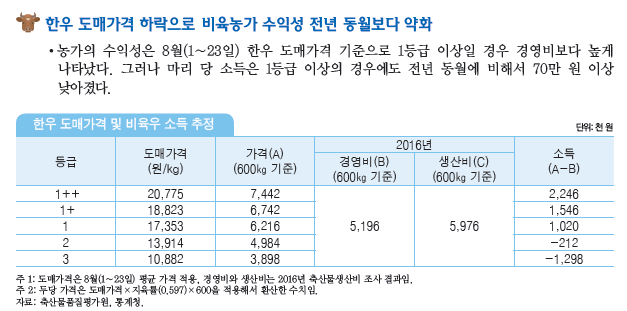 한우 도매가격 하락으로 비육농가 수익성 전년 동월보다 악화
• 농가의 수익성은 8월(1~23일) 한우 도매가격 기준으로 1등급 이상일 경우 경영비보다 높게
나타났다. 그러나 마리 당 소득은 1등급 이상의 경우에도 전년 동월에 비해서 70만 원 이상
낮아졌다.
한우 도매가격 및 비육우 소득 추정
단위: 천 원
등급 도매가격 (원/kg) 가격(A) (600kg 기준) 2016년 소득 (A-B)
경영비(B) (600kg 기준) 생산비(C) (600kg 기준)
1++ 20,775 7,442 2,246
1+ 18,823 6,742 1,546
1 17,353 6,216 5,196 5,976 1,020
2 13,914 4,984 -212
3 10,882 3,898 -1,298
주 1: 도매가격은 8월(1~23일) 평균 가격 적용, 경영비와 생산비는 2016년 축산물생산비 조사 결과임.
주 2: 두당 가격은 도매가격×지육률(0.597)×600을 적용해서 환산한 수치임.
자료: 축산물품질평가원, 통계청.